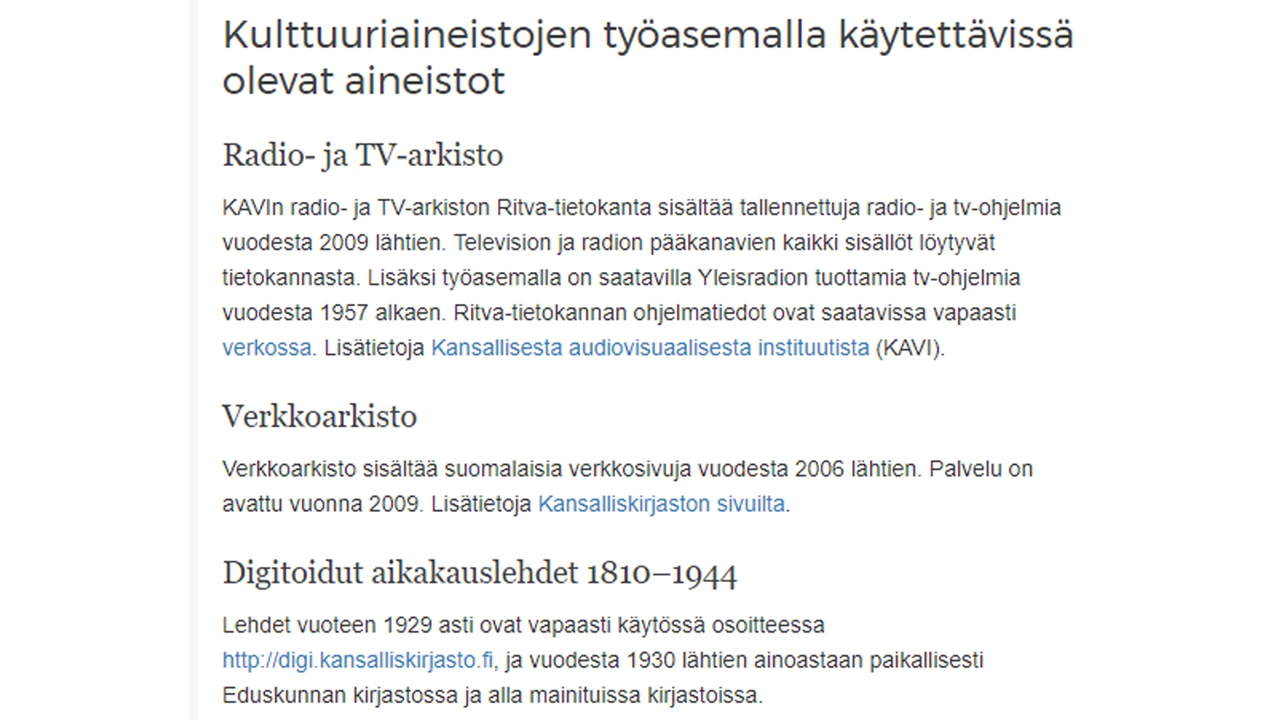 Kulttuuriaineistojen työasemalla käytettävissä
olevat aineistot
Radio- ja TV-arkisto
KAVIn radio- ja TV-arkiston Ritva-tietokanta sisältää tallennettuja radio- ja tv-ohjelmia
vuodesta 2009 lähtien. Television ja radion pääkanavien kaikki sisällöt löytyvät
tietokannasta. Lisäksi työasemalla on saatavilla Yleisradion tuottamia tv-ohjelmia
vuodesta 1957 alkaen. Ritva-tietokannan ohjelmatiedot ovat saatavissa vapaasti
verkossa. Lisätietoja Kansallisesta audiovisuaalisesta instituutista (KAVI).
Verkkoarkisto
Verkkoarkisto sisältää suomalaisia verkkosivuja vuodesta 2006 lähtien. Palvelu on
avattu vuonna 2009. Lisätietoja Kansalliskirjaston sivuilta.
Digitoidut aikakauslehdet 1810–1944
Lehdet vuoteen 1929 asti ovat vapaasti käytössä osoitteessa
http://digi.kansalliskirjasto.fi, ja vuodesta 1930 lähtien ainoastaan paikallisesti
Eduskunnan kirjastossa ja alla mainituissa kirjastoissa.